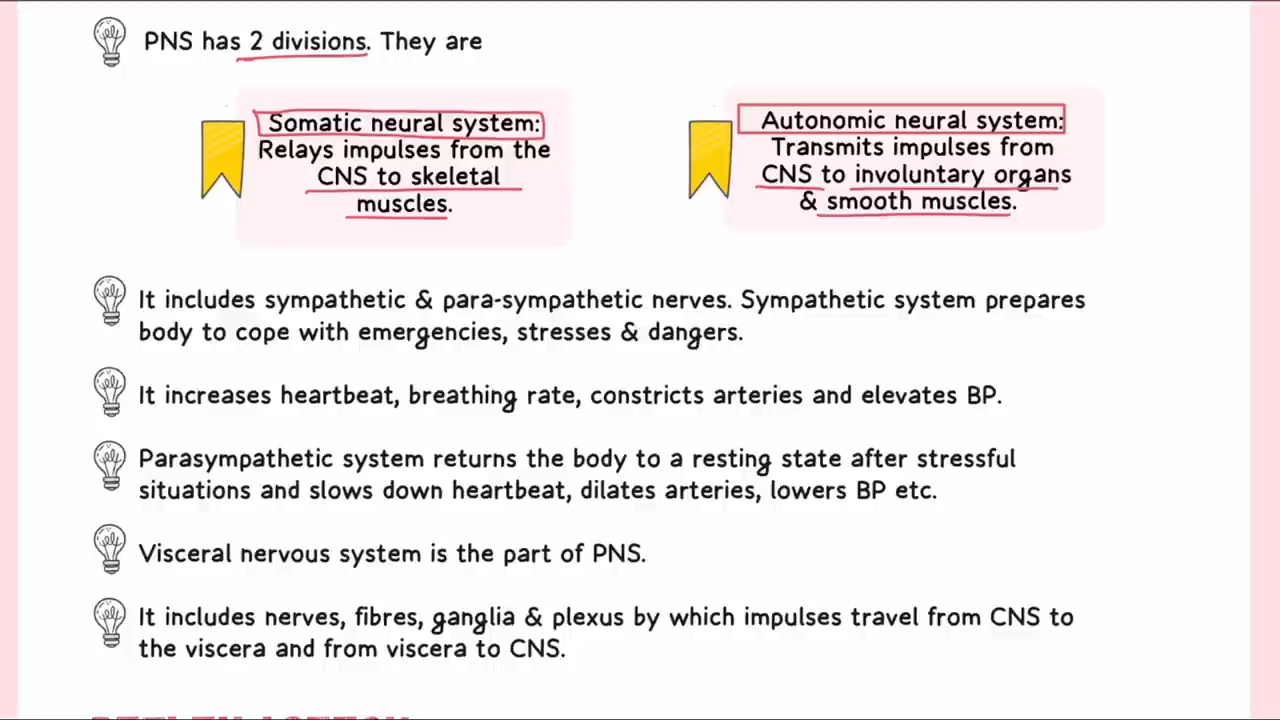 PNS has 2 divisions. They are
Somatic neural system:
Relays impulses from the
CNS to skeletal
muscles.
Autonomic neural system:
Transmits impulses from
CNS to involuntary organs
& smooth muscles.
It includes sympathetic & para-sympathetic nerves. Sympathetic system prepares
body to cope with emergencies, stresses & dangers.
It increases heartbeat, breathing rate, constricts arteries and elevates BP.
Parasympathetic system returns the body to a resting state after stressful
situations and slows down heartbeat, dilates arteries, lowers BP etc.
Visceral nervous system is the part of PNS.
It includes nerves, fibres, ganglia & plexus by which impulses travel from CNS to
the viscera and from viscera to CNS.